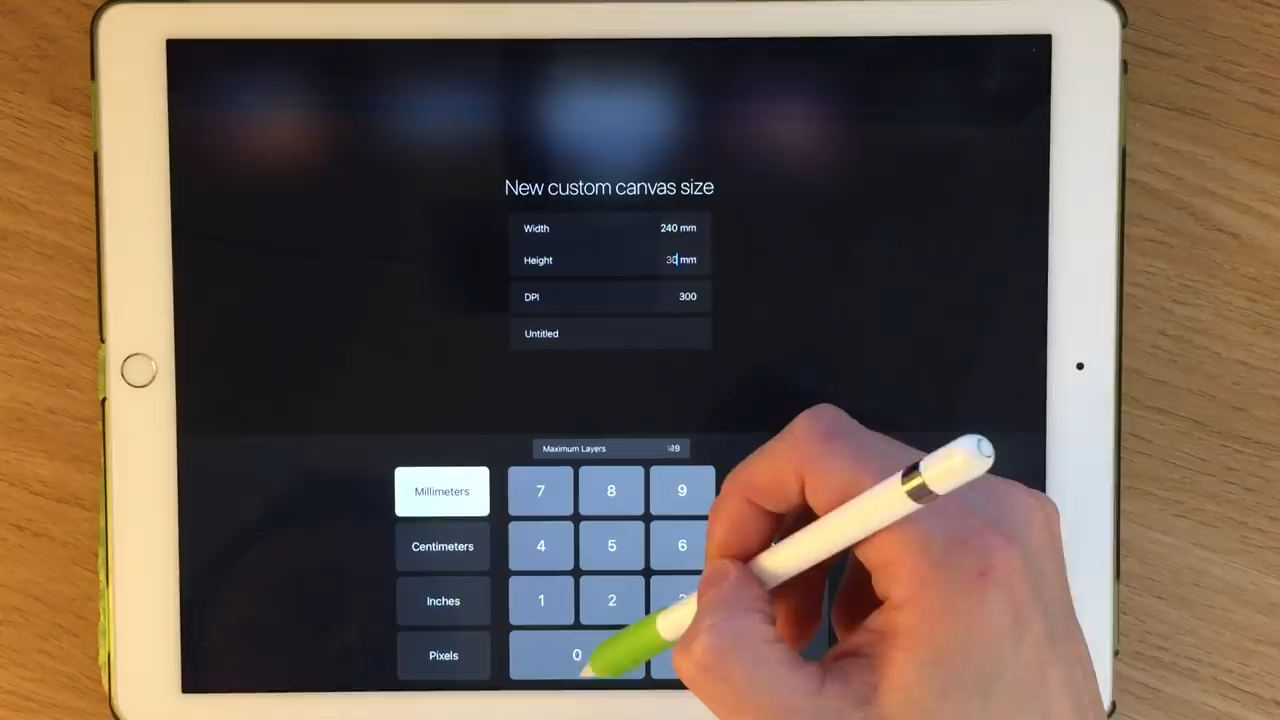 New custom canvas size
Width 240 mm
Height 30 mm
DPI 300
Untitled
Maximum Layers
Millimeters 7 8 9
Centimeters 4 5 6
Inches 1 2
Pixels 0